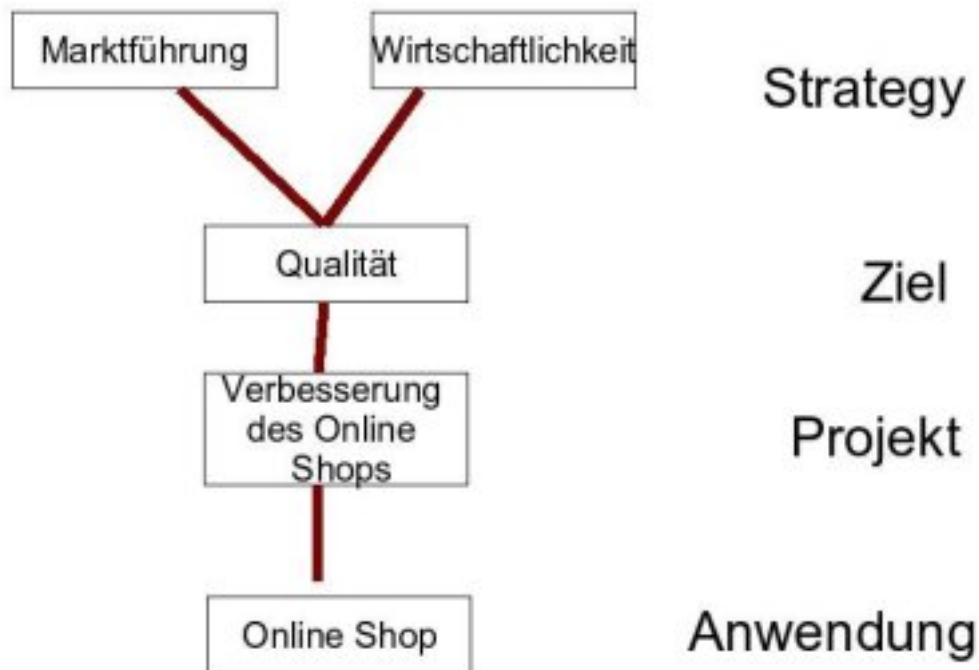 Marktführung
Wirtschaftlichkeit
Strategy
Qualität
Ziel
Verbesserung
des Online
Shops
Projekt
Online Shop
Anwendung